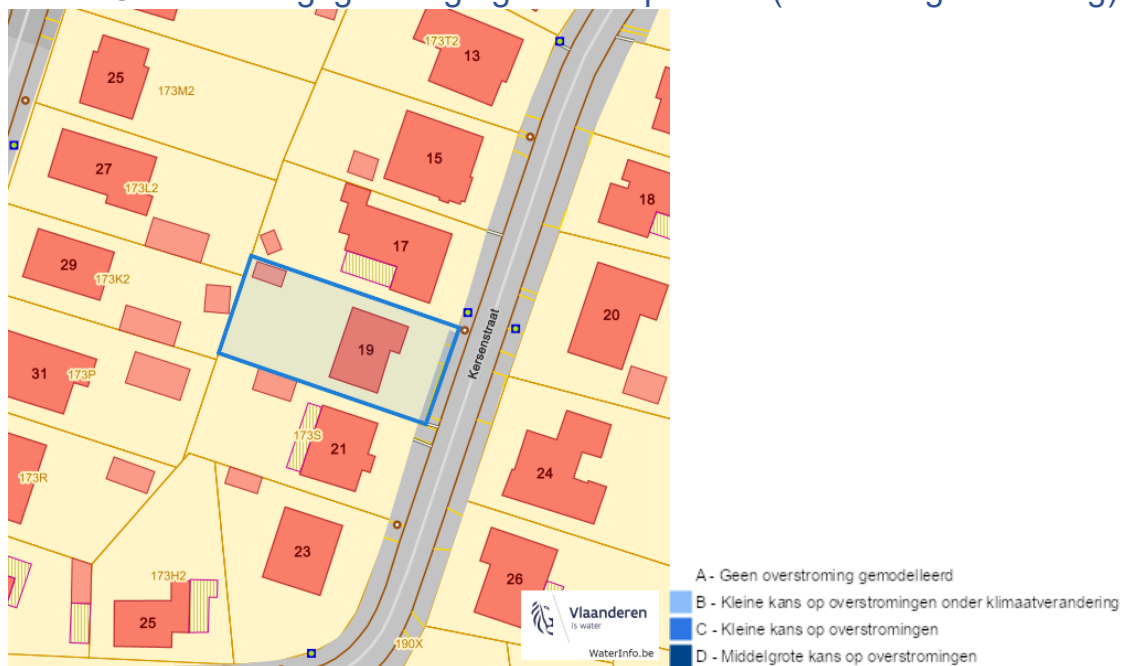 173T2
13
25
173M2
15
27
173L2
18
17
29
173K2
20
Kersenstraat
19
31
173P
173S
21
24
173R
23
26
173H2
25
190X
Vlaanderen
is water
WaterInfo.be
A - Geen overstroming gemodelleerd
B - Kleine kans op overstromingen onder klimaatverandering
C - Kleine kans op overstromingen
D - Middelgrote kans op overstromingen